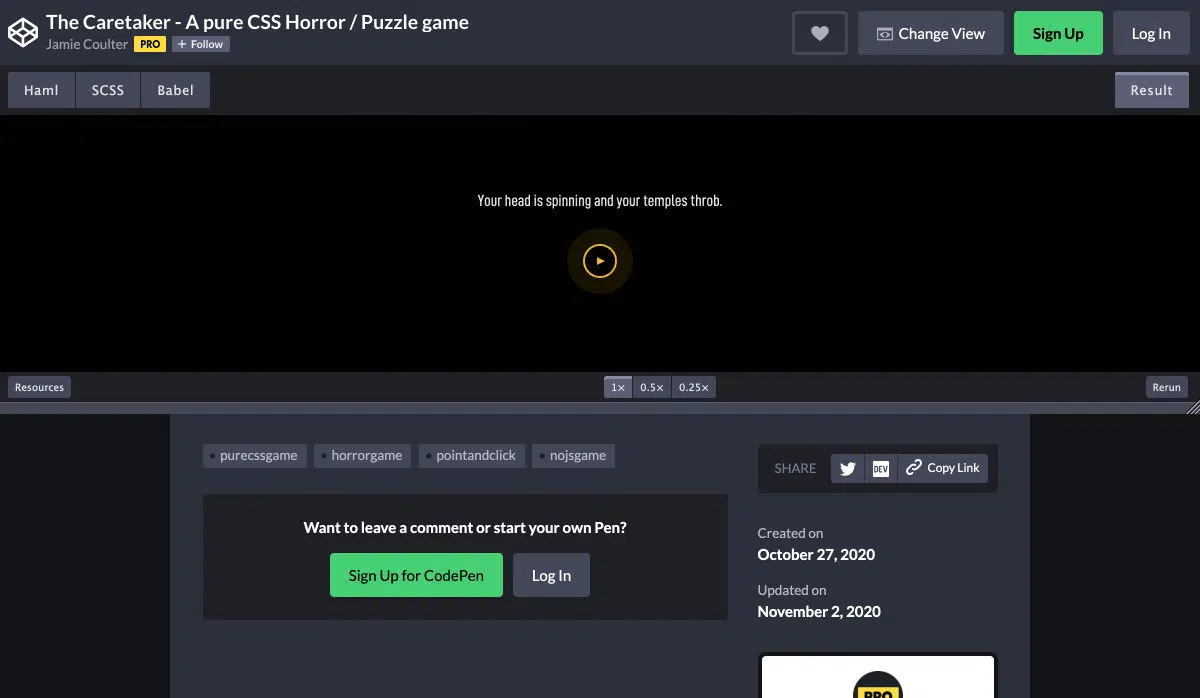 The Caretaker - A pure CSS Horror / Puzzle game
Jamie Coulter PRO + Follow
Change View
Sign Up
Log In
Haml
SCSS
Babel
Result
Your head is spinning and your temples throb.
Resources
1×
0.5×
0.25×
Rerun
purecssgame
horrorgame
pointandclick
nojsgame
SHARE
DEV
Copy Link
Want to leave a comment or start your own Pen?
Sign Up for CodePen
Log In
Created on
October 27, 2020
Updated on
November 2, 2020
PRO